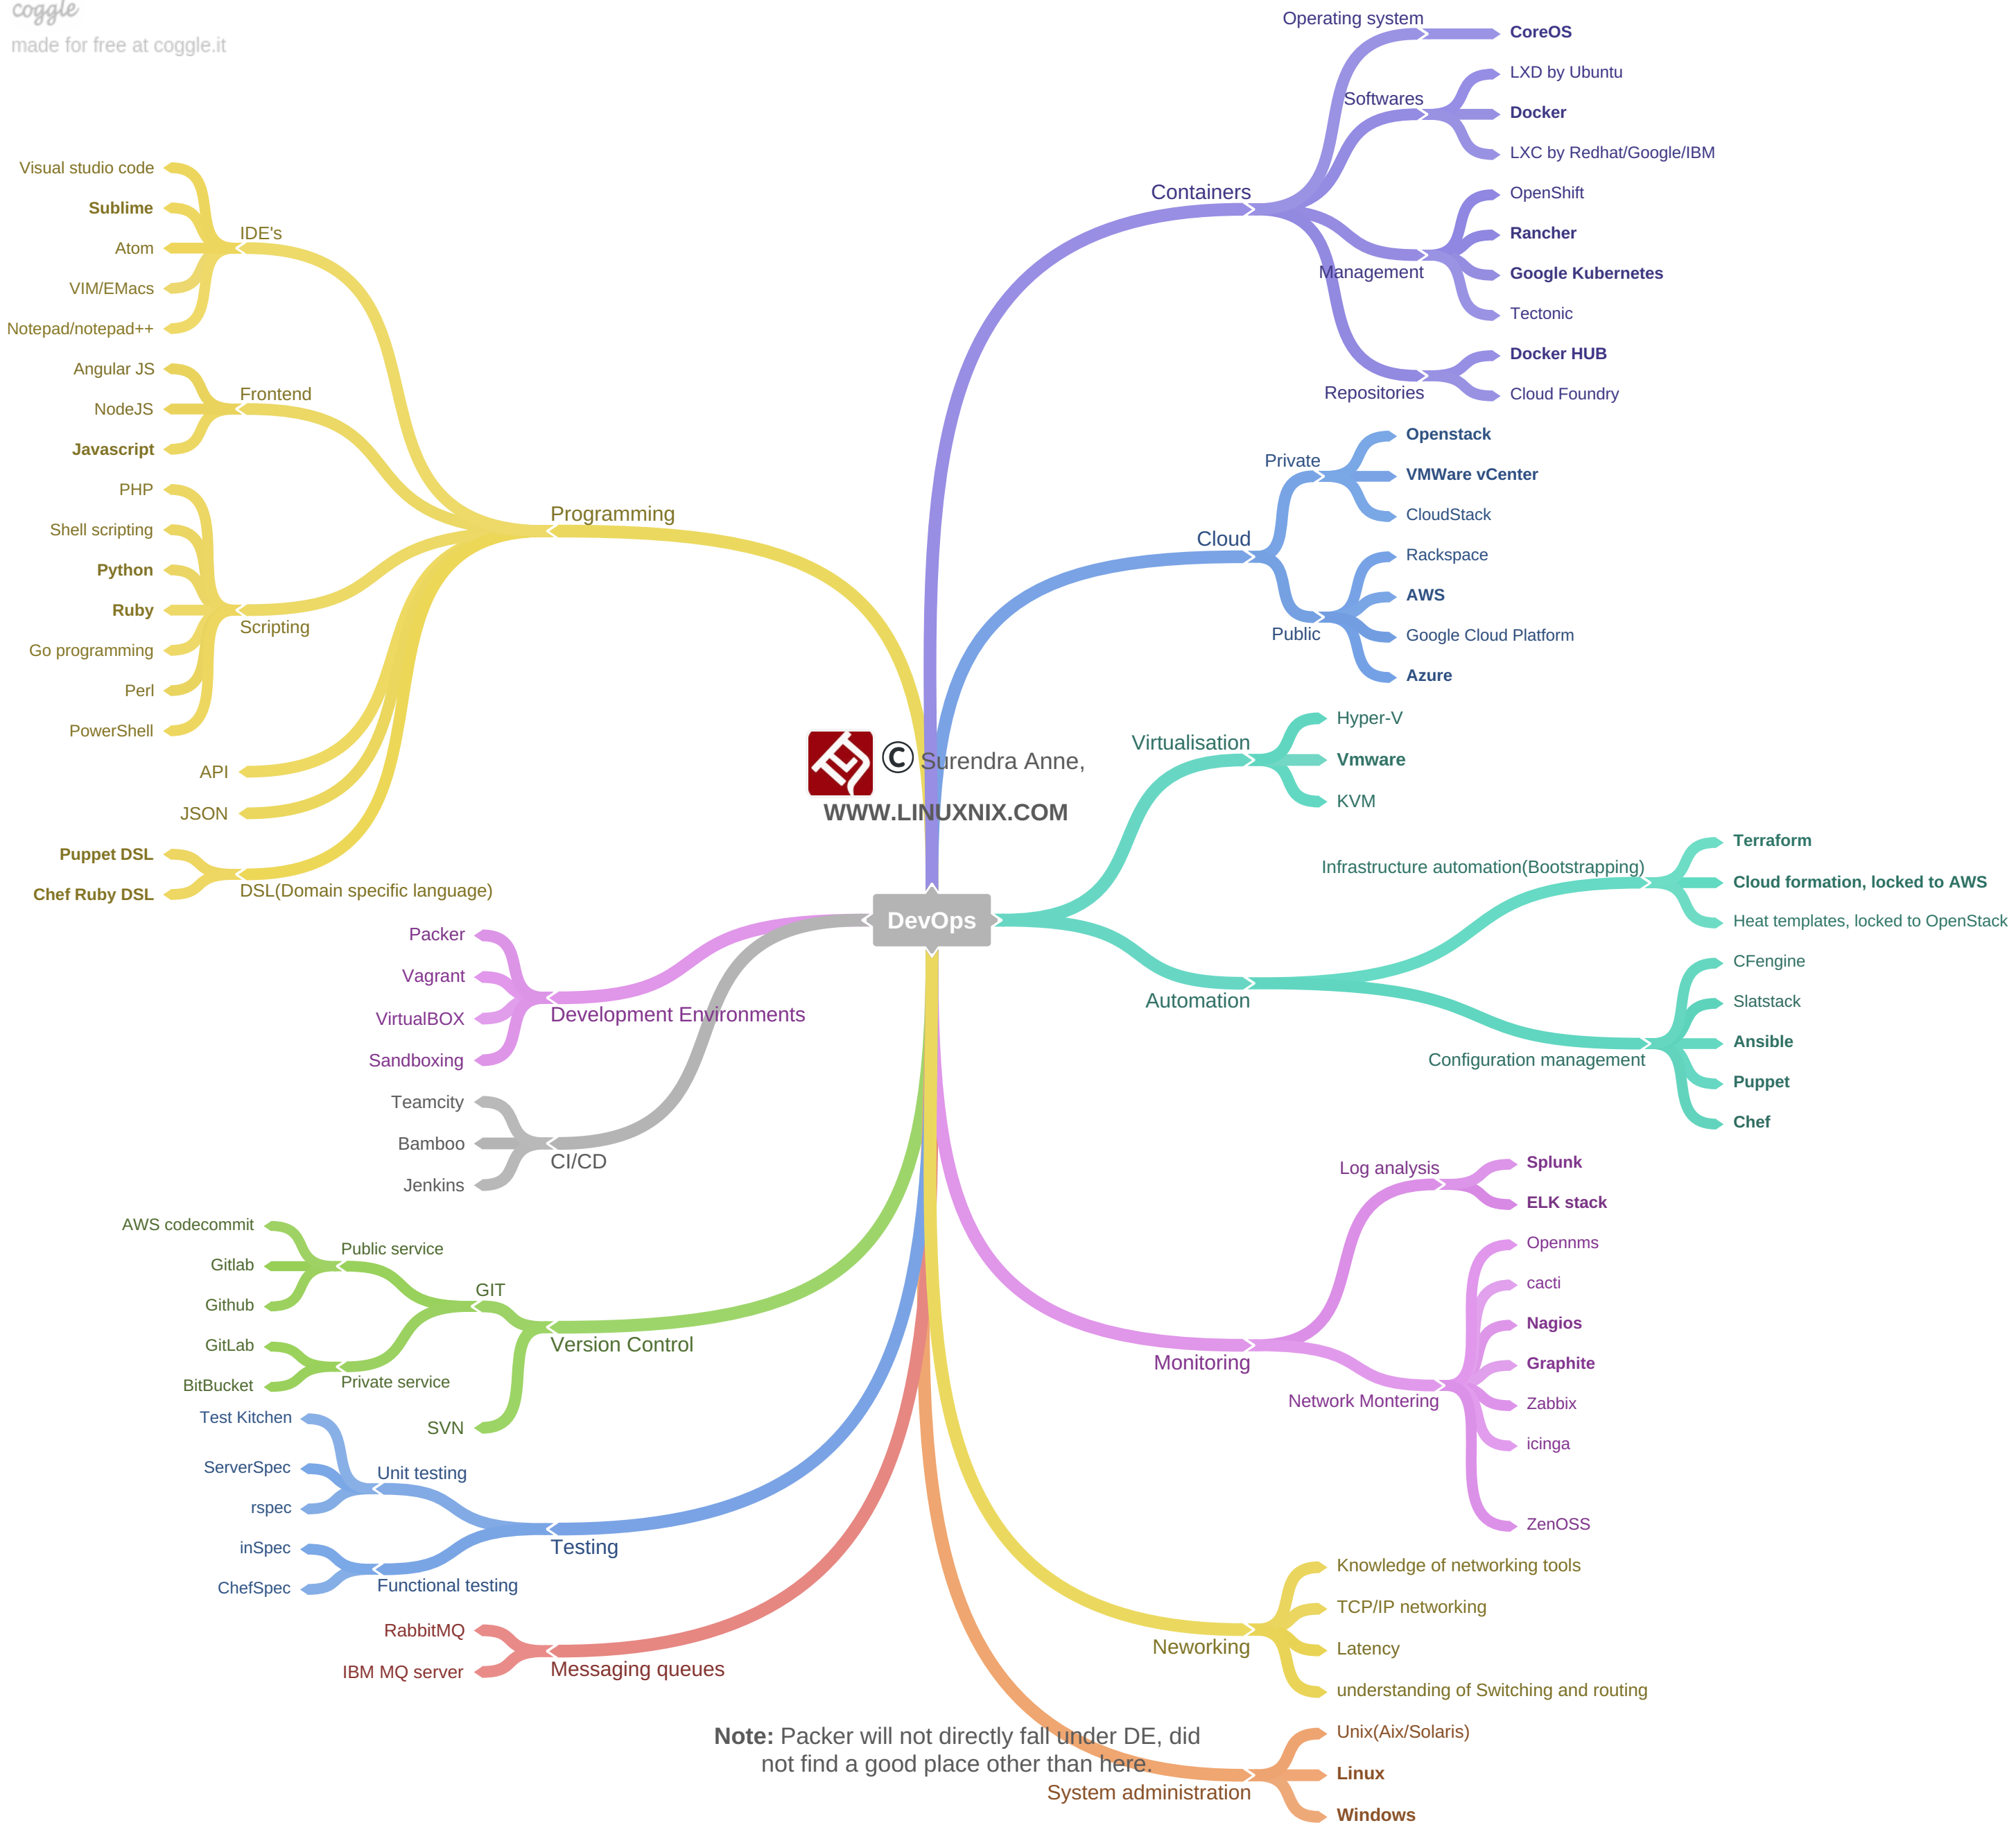 coggle
made for free at coggle.it
Operating system
CoreOS
Softwares
LXD by Ubuntu
Docker
LXC by Redhat/Google/IBM
Containers
Management
OpenShift
Rancher
Google Kubernetes
Tectonic
Repositories
Docker HUB
Cloud Foundry
Cloud
Private
Openstack
VMWare vCenter
CloudStack
Public
Rackspace
AWS
Google Cloud Platform
Azure
Virtualisation
Hyper-V
Vmware
KVM
Automation
Infrastructure automation(Bootstrapping)
Terraform
Cloud formation, locked to AWS
Heat templates, locked to OpenStack
Configuration management
CFengine
Slatstack
Ansible
Puppet
Chef
Monitoring
Log analysis
Splunk
ELK stack
Network Montering
Opennms
cacti
Nagios
Graphite
Zabbix
icinga
ZenOSS
Neworking
Knowledge of networking tools
TCP/IP networking
Latency
understanding of Switching and routing
System administration
Unix(Aix/Solaris)
Linux
Windows
Programming
IDE's
Visual studio code
Sublime
Atom
VIM/EMacs
Notepad/notepad++
Frontend
Angular JS
NodeJS
Javascript
Scripting
PHP
Shell scripting
Python
Ruby
Go programming
Perl
PowerShell
API
JSON
DSL(Domain specific language)
Puppet DSL
Chef Ruby DSL
© Surendra Anne,
WWW.LINUXNIX.COM
DevOps
Development Environments
Packer
Vagrant
VirtualBOX
Sandboxing
CI/CD
Teamcity
Bamboo
Jenkins
Version Control
GIT
Public service
AWS codecommit
Gitlab
Github
Private service
GitLab
BitBucket
SVN
Testing
Unit testing
Test Kitchen
ServerSpec
rspec
Functional testing
inSpec
ChefSpec
Messaging queues
RabbitMQ
IBM MQ server
Note: Packer will not directly fall under DE, did
not find a good place other than here.